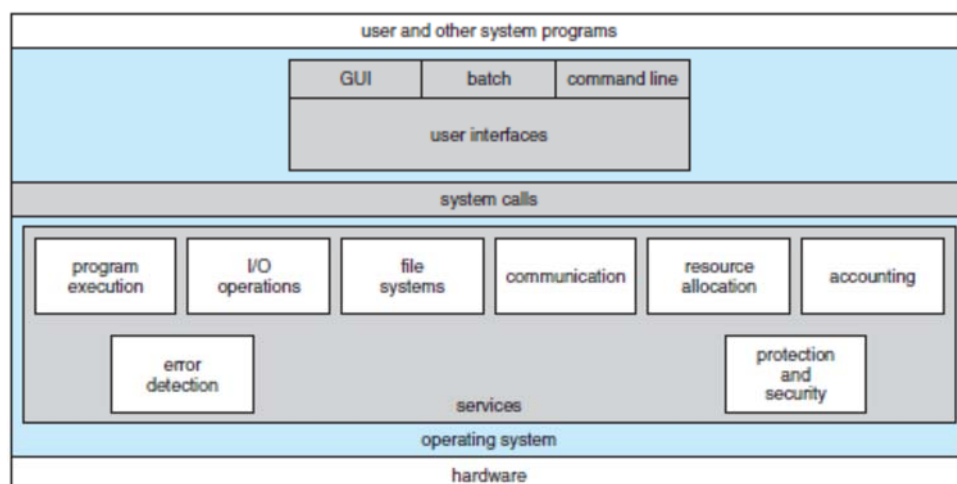 user and other system programs
GUI batch command line
user interfaces
system calls
program
execution
I/O
operations
file
systems
communication
resource
allocation
accounting
error
detection
protection
and
security
services
operating system
hardware